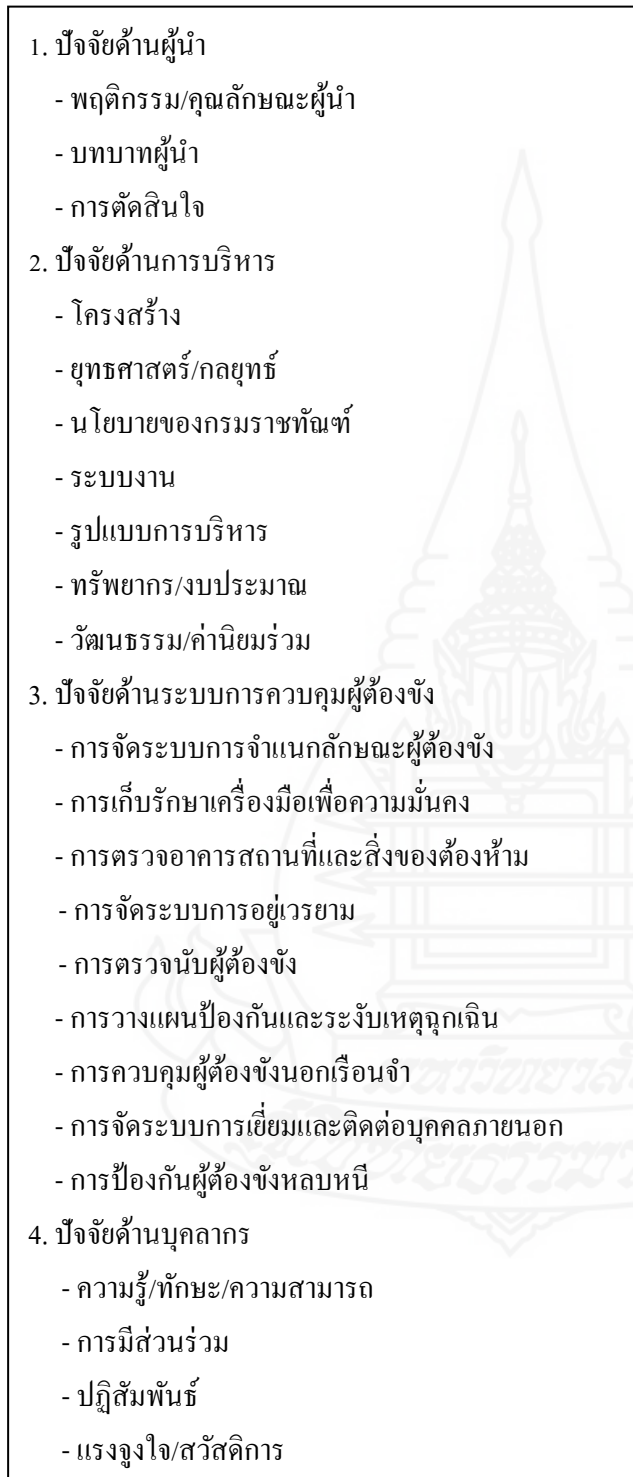 1. ปัจจัยด้านผู้นำ
- พฤติกรรม/คุณลักษณะผู้นำ
- บทบาทผู้นำ
- การตัดสินใจ
2. ปัจจัยด้านการบริหาร
- โครงสร้าง
- ยุทธศาสตร์/กลยุทธ์
- นโยบายของกรมราชทัณฑ์
- ระบบงาน
- รูปแบบการบริหาร
- ทรัพยากร/งบประมาณ
- วัฒนธรรม/ค่านิยมร่วม
3. ปัจจัยด้านระบบการควบคุมผู้ต้องขัง
- การจัดระบบการจำแนกลักษณะผู้ต้องขัง
- การเก็บรักษาเครื่องมือเพื่อความมั่นคง
- การตรวจอาคารสถานที่และสิ่งของต้องห้าม
- การจัดระบบการอยู่เวรยาม
- การตรวจนับผู้ต้องขัง
- การวางแผนป้องกันและระงับเหตุฉุกเฉิน
- การควบคุมผู้ต้องขังนอกเรือนจำ
- การจัดระบบการเยี่ยมและติดต่อบุคคลภายนอก
- การป้องกันผู้ต้องขังหลบหนี
4. ปัจจัยด้านบุคลากร
- ความรู้/ทักษะ/ความสามารถ
- การมีส่วนร่วม
- ปฏิสัมพันธ์
- แรงจูงใจ/สวัสดิการ